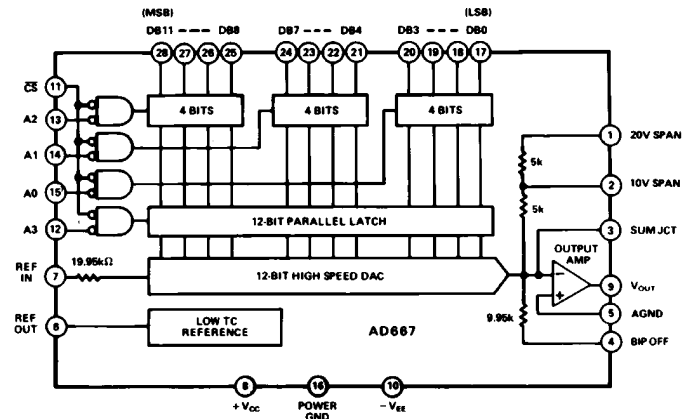 (MSB) (LSB)
DB11 ---- DB8 DB7 --- DB4 DB3 ---- DB0
28 27 26 25 24 23 22 21 20 19 18 17
CS 11
4 BITS 4 BITS 4 BITS
A2 13
1 20V SPAN
5k
A1 14
2 10V SPAN
A0 15
5k
12-BIT PARALLEL LATCH
3 SUM JCT
A3 12
OUTPUT
AMP
REF
IN
7 19.95kΩ
12-BIT HIGH SPEED DAC
− +
9 VOUT
9.95k
5 AGND
REF
OUT
6
LOW TC
REFERENCE
AD667
4 BIP OFF
8 16 10
+ VCC POWER
GND
− VEE